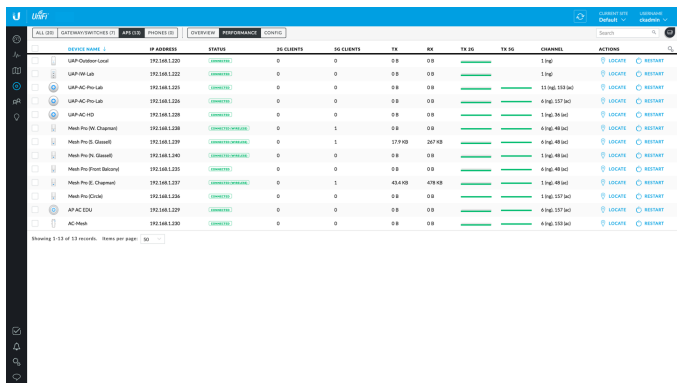 UniFi CURRENT SITE USERNAME
Default ckadmin
ALL (20) GATEWAY/SWITCHES (7) APS (13) PHONES (0) OVERVIEW PERFORMANCE CONFIG Search
DEVICE NAME ↓ IP ADDRESS STATUS 2G CLIENTS 5G CLIENTS TX RX TX 2G TX 5G CHANNEL ACTIONS
UAP-Outdoor-Local 192.168.1.220 CONNECTED 0 0 0 B 0 B 1 (ng) LOCATE RESTART
UAP-IW-Lab 192.168.1.222 CONNECTED 0 0 0 B 0 B 1 (ng) LOCATE RESTART
UAP-AC-Pro-Lab 192.168.1.225 CONNECTED 0 0 0 B 0 B 11 (ng), 153 (ac) LOCATE RESTART
UAP-AC-Pro-Lab 192.168.1.226 CONNECTED 0 0 0 B 0 B 6 (ng), 157 (ac) LOCATE RESTART
UAP-AC-HD 192.168.1.228 CONNECTED 0 0 0 B 0 B 1 (ng), 36 (ac) LOCATE RESTART
Mesh Pro (W. Chapman) 192.168.1.238 CONNECTED (WIRELESS) 0 1 0 B 0 B 6 (ng), 48 (ac) LOCATE RESTART
Mesh Pro (S. Glassell) 192.168.1.239 CONNECTED (WIRELESS) 0 1 17.9 KB 267 KB 6 (ng), 48 (ac) LOCATE RESTART
Mesh Pro (N. Glassell) 192.168.1.240 CONNECTED (WIRELESS) 0 0 0 B 0 B 1 (ng), 48 (ac) LOCATE RESTART
Mesh Pro (Front Balcony) 192.168.1.235 CONNECTED 0 0 0 B 0 B 6 (ng), 48 (ac) LOCATE RESTART
Mesh Pro (E. Chapman) 192.168.1.237 CONNECTED (WIRELESS) 0 1 43.4 KB 478 KB 1 (ng), 48 (ac) LOCATE RESTART
Mesh Pro (Circle) 192.168.1.236 CONNECTED 0 0 0 B 0 B 1 (ng), 157 (ac) LOCATE RESTART
AP AC EDU 192.168.1.229 CONNECTED 0 0 0 B 0 B 6 (ng), 157 (ac) LOCATE RESTART
AC-Mesh 192.168.1.230 CONNECTED 0 0 0 B 0 B 6 (ng), 153 (ac) LOCATE RESTART
Showing 1-13 of 13 records. Items per page: 50